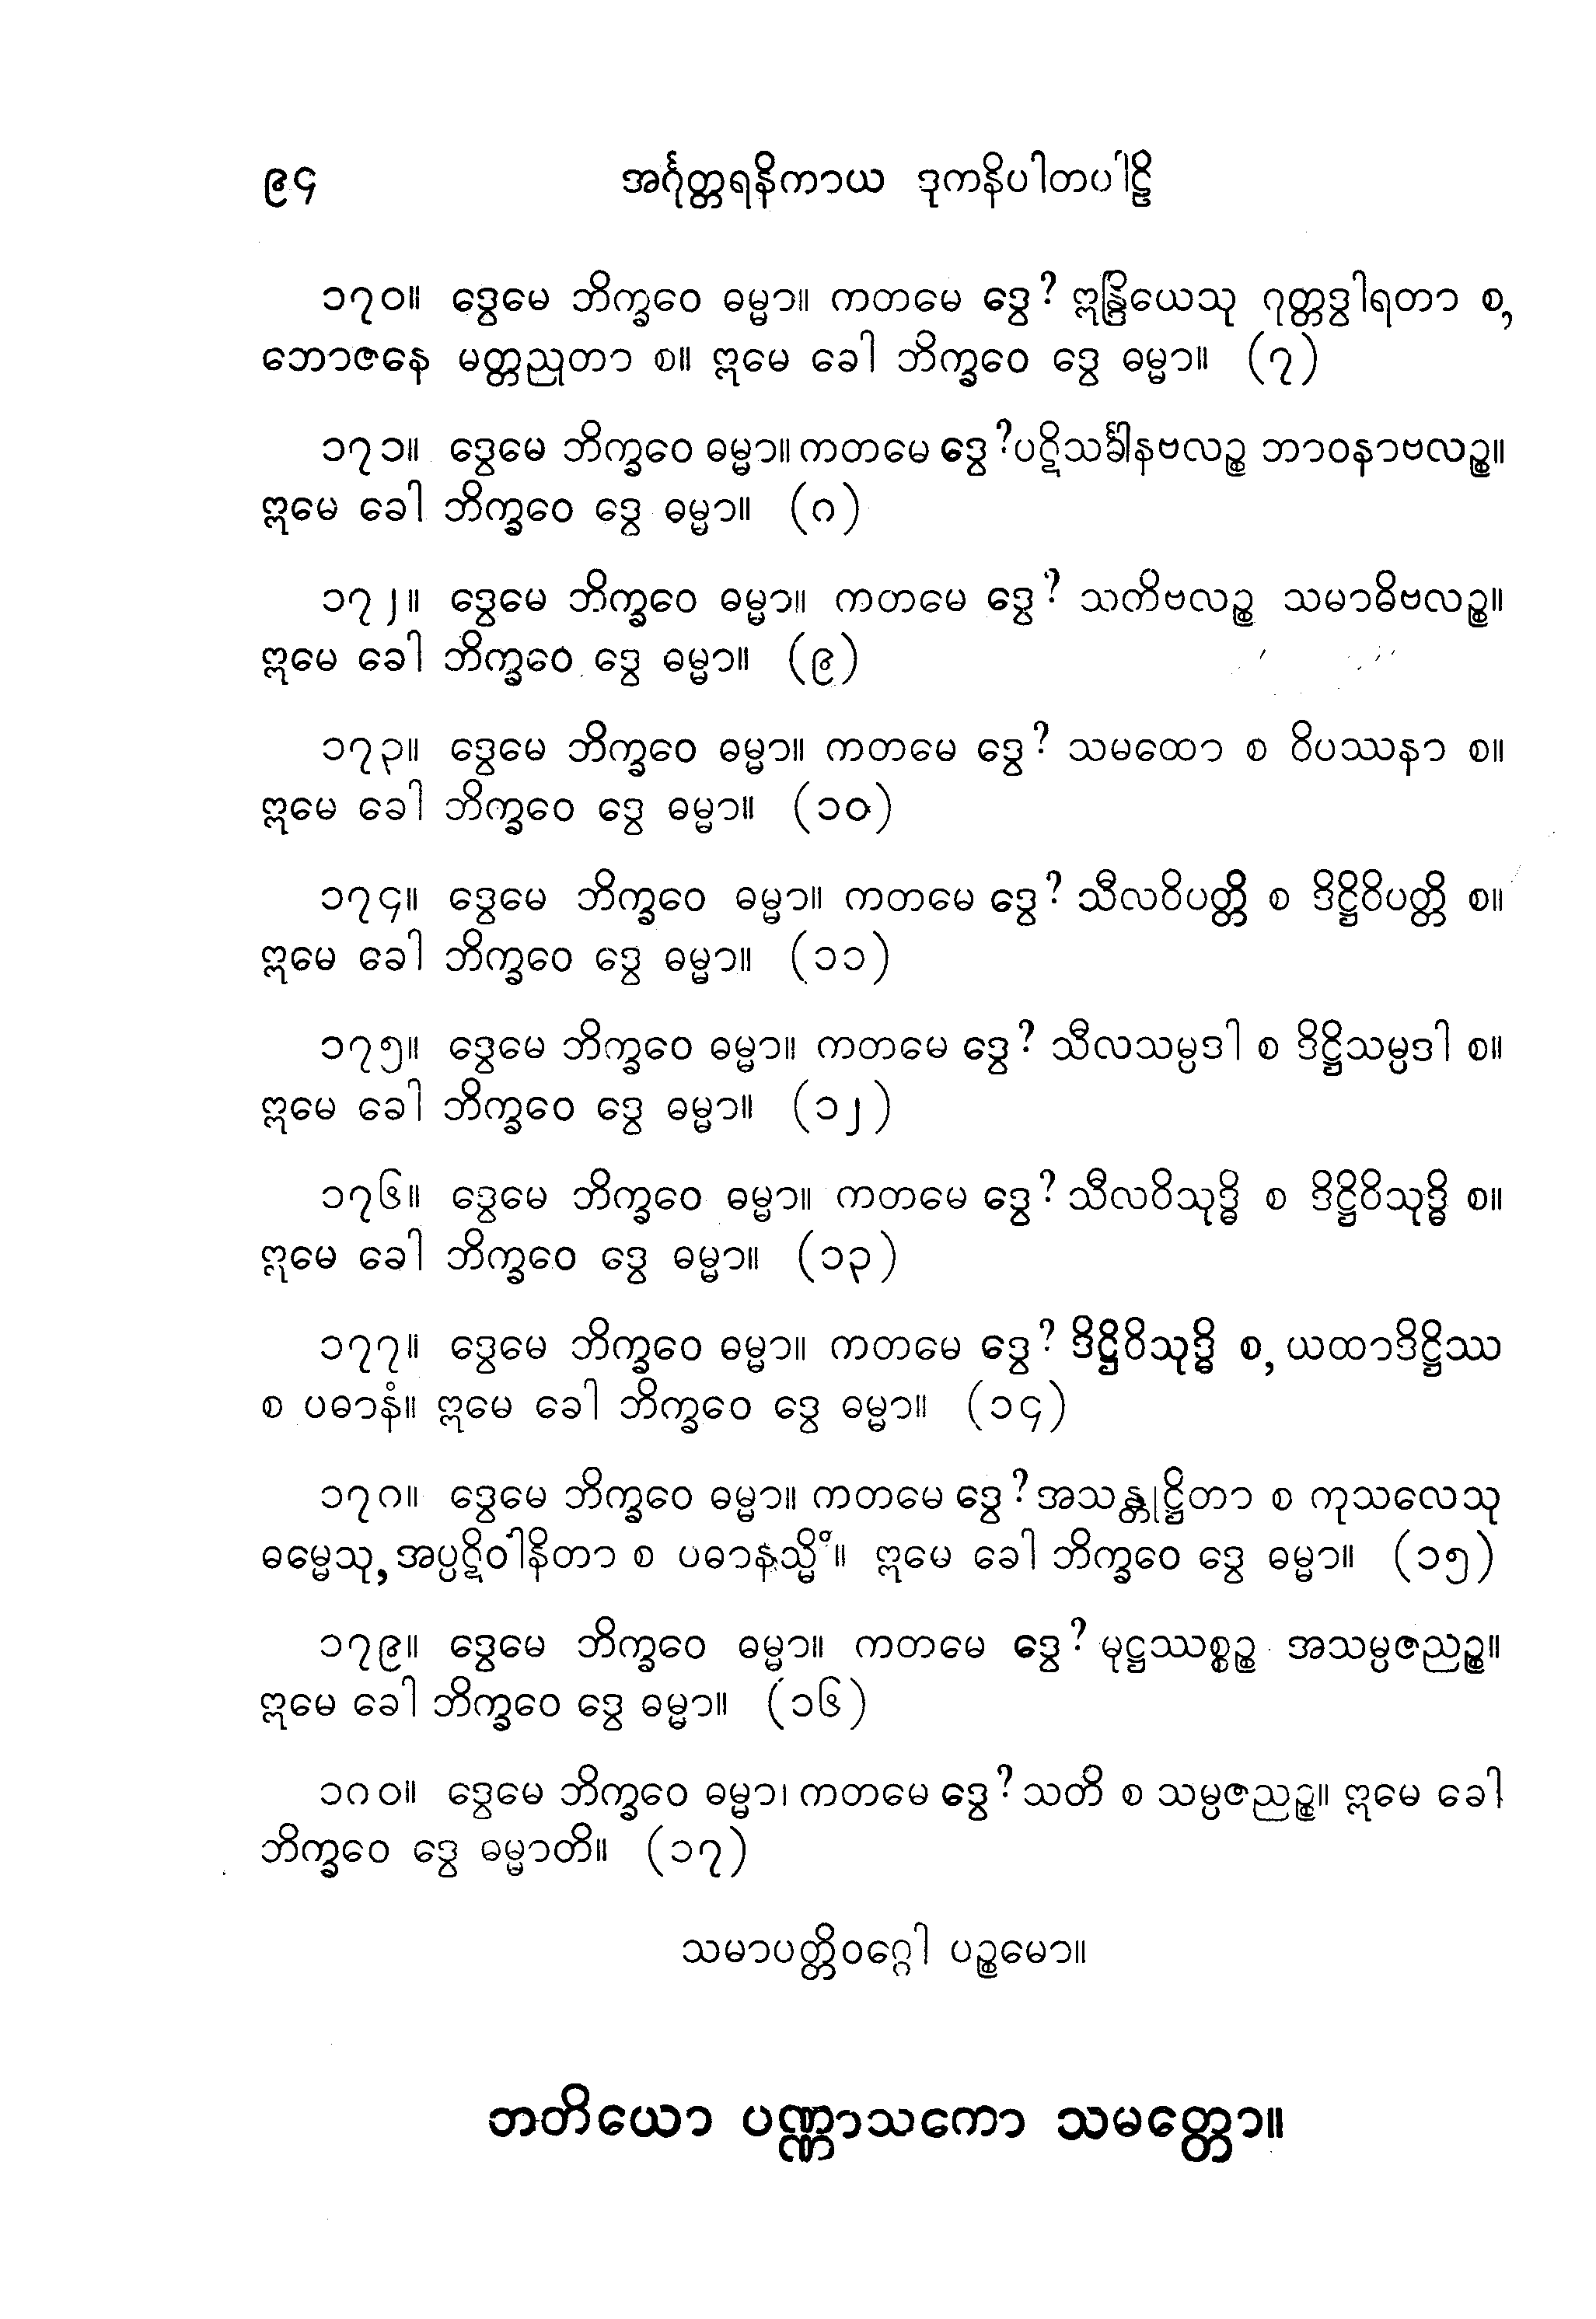 ၉၄ အင်္ဂုတ္တရနိကာယ ဒုကနိပါတပါဠိ
၁၇၀။ ဒွေမေ ဘိက္ခဝေ ဓမ္မာ။ ကတမေ ဒွေ? ဣန္ဒြိယေသု ဂုတ္တဒွါရတာ စ,
ဘောဇနေ မတ္တညုတာ စ။ ဣမေ ခေါ ဘိက္ခဝေ ဒွေ ဓမ္မာ။ (၇)
၁၇၁။ ဒွေမေ ဘိက္ခဝေ ဓမ္မာ။ ကတမေ ဒွေ? ပဋိသင်္ခါနဗလဉ္စ ဘာဝနာဗလဉ္စ။
ဣမေ ခေါ ဘိက္ခဝေ ဒွေ ဓမ္မာ။ (၈)
၁၇၂။ ဒွေမေ ဘိက္ခဝေ ဓမ္မာ။ ကတမေ ဒွေ? သတိဗလဉ္စ သမာဓိဗလဉ္စ။
ဣမေ ခေါ ဘိက္ခဝေ ဒွေ ဓမ္မာ။ (၉)
၁၇၃။ ဒွေမေ ဘိက္ခဝေ ဓမ္မာ။ ကတမေ ဒွေ? သမထော စ ဝိပဿနာ စ။
ဣမေ ခေါ ဘိက္ခဝေ ဒွေ ဓမ္မာ။ (၁၀)
၁၇၄။ ဒွေမေ ဘိက္ခဝေ ဓမ္မာ။ ကတမေ ဒွေ? သီလဝိပတ္တိ စ ဒိဋ္ဌိဝိပတ္တိ စ။
ဣမေ ခေါ ဘိက္ခဝေ ဒွေ ဓမ္မာ။ (၁၁)
၁၇၅။ ဒွေမေ ဘိက္ခဝေ ဓမ္မာ။ ကတမေ ဒွေ? သီလသမ္ပဒါ စ ဒိဋ္ဌိသမ္ပဒါ စ။
ဣမေ ခေါ ဘိက္ခဝေ ဒွေ ဓမ္မာ။ (၁၂)
၁၇၆။ ဒွေမေ ဘိက္ခဝေ ဓမ္မာ။ ကတမေ ဒွေ? သီလဝိသုဒ္ဓိ စ ဒိဋ္ဌိဝိသုဒ္ဓိ စ။
ဣမေ ခေါ ဘိက္ခဝေ ဒွေ ဓမ္မာ။ (၁၃)
၁၇၇။ ဒွေမေ ဘိက္ခဝေ ဓမ္မာ။ ကတမေ ဒွေ? ဒိဋ္ဌိဝိသုဒ္ဓိ စ, ယထာဒိဋ္ဌိဿ
စ ပဓာနံ။ ဣမေ ခေါ ဘိက္ခဝေ ဒွေ ဓမ္မာ။ (၁၄)
၁၇၈။ ဒွေမေ ဘိက္ခဝေ ဓမ္မာ။ ကတမေ ဒွေ? အသန္တုဋ္ဌိတာ စ ကုသလေသု
ဓမ္မေသု, အပ္ပဋိဝါနိတာ စ ပဓာနသ္မိံ။ ဣမေ ခေါ ဘိက္ခဝေ ဒွေ ဓမ္မာ။ (၁၅)
၁၇၉။ ဒွေမေ ဘိက္ခဝေ ဓမ္မာ။ ကတမေ ဒွေ? မုဋ္ဌဿစ္စဉ္စ အသမ္ပဇညဉ္စ။
ဣမေ ခေါ ဘိက္ခဝေ ဒွေ ဓမ္မာ။ (၁၆)
၁၈၀။ ဒွေမေ ဘိက္ခဝေ ဓမ္မာ၊ ကတမေ ဒွေ? သတိ စ သမ္ပဇညဉ္စ။ ဣမေ ခေါ
ဘိက္ခဝေ ဒွေ ဓမ္မာတိ။ (၁၇)
သမာပတ္တိဝဂ္ဂေါ ပဉ္စမော။
တတိယော ပဏ္ဏာသကော သမတ္တော။